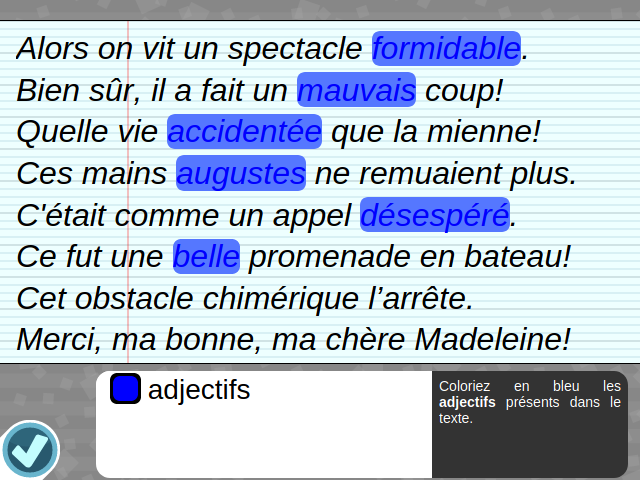 Alors on vit un spectacle formidable.
Bien sûr, il a fait un mauvais coup!
Quelle vie accidentée que la mienne!
Ces mains augustes ne remuaient plus.
C'était comme un appel désespéré.
Ce fut une belle promenade en bateau!
Cet obstacle chimérique l’arrête.
Merci, ma bonne, ma chère Madeleine!
adjectifs
Coloriez en bleu les
adjectifs présents dans le
texte.